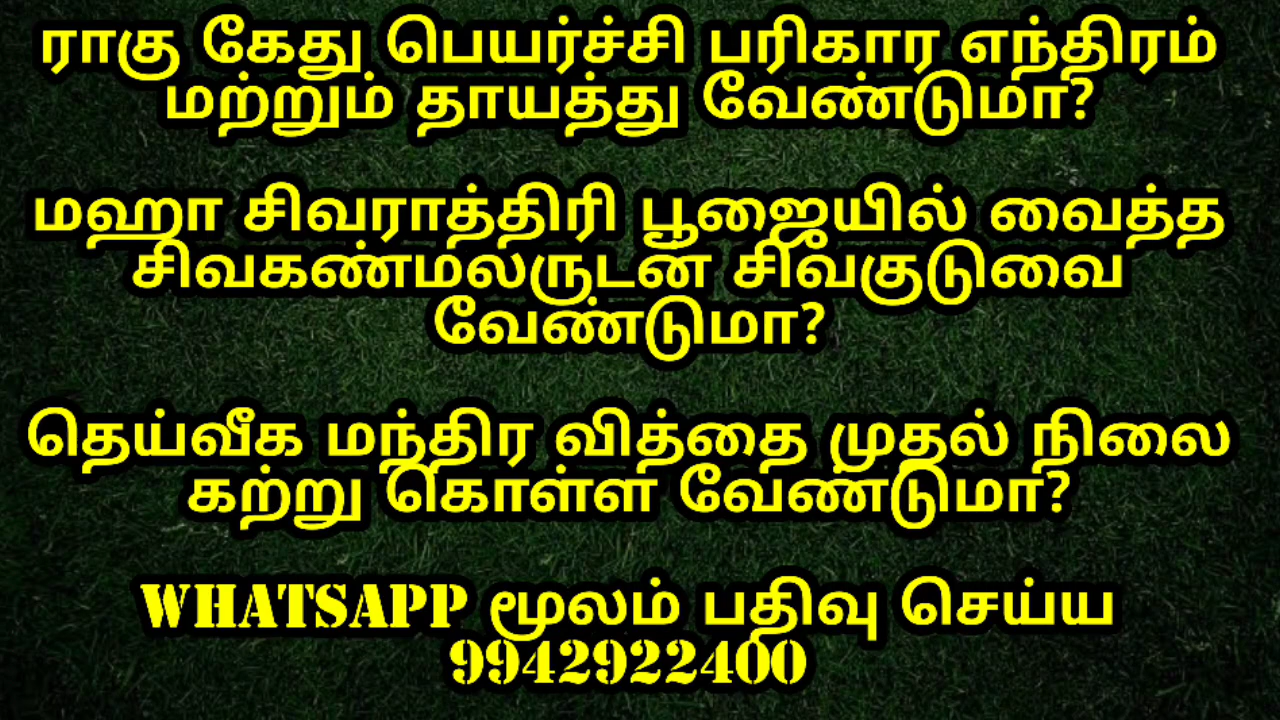 ராகு கேது பெயர்ச்சி பரிகார எந்திரம்
மற்றும் தாயத்து வேண்டுமா?
மஹா சிவராத்திரி பூஜையில் வைத்த
சிவகண்மலருடன் சிவகுடுவை
வேண்டுமா?
தெய்வீக மந்திர வித்தை முதல் நிலை
கற்று கொள்ள வேண்டுமா?
WHATSAPP மூலம் பதிவு செய்ய
9942922400